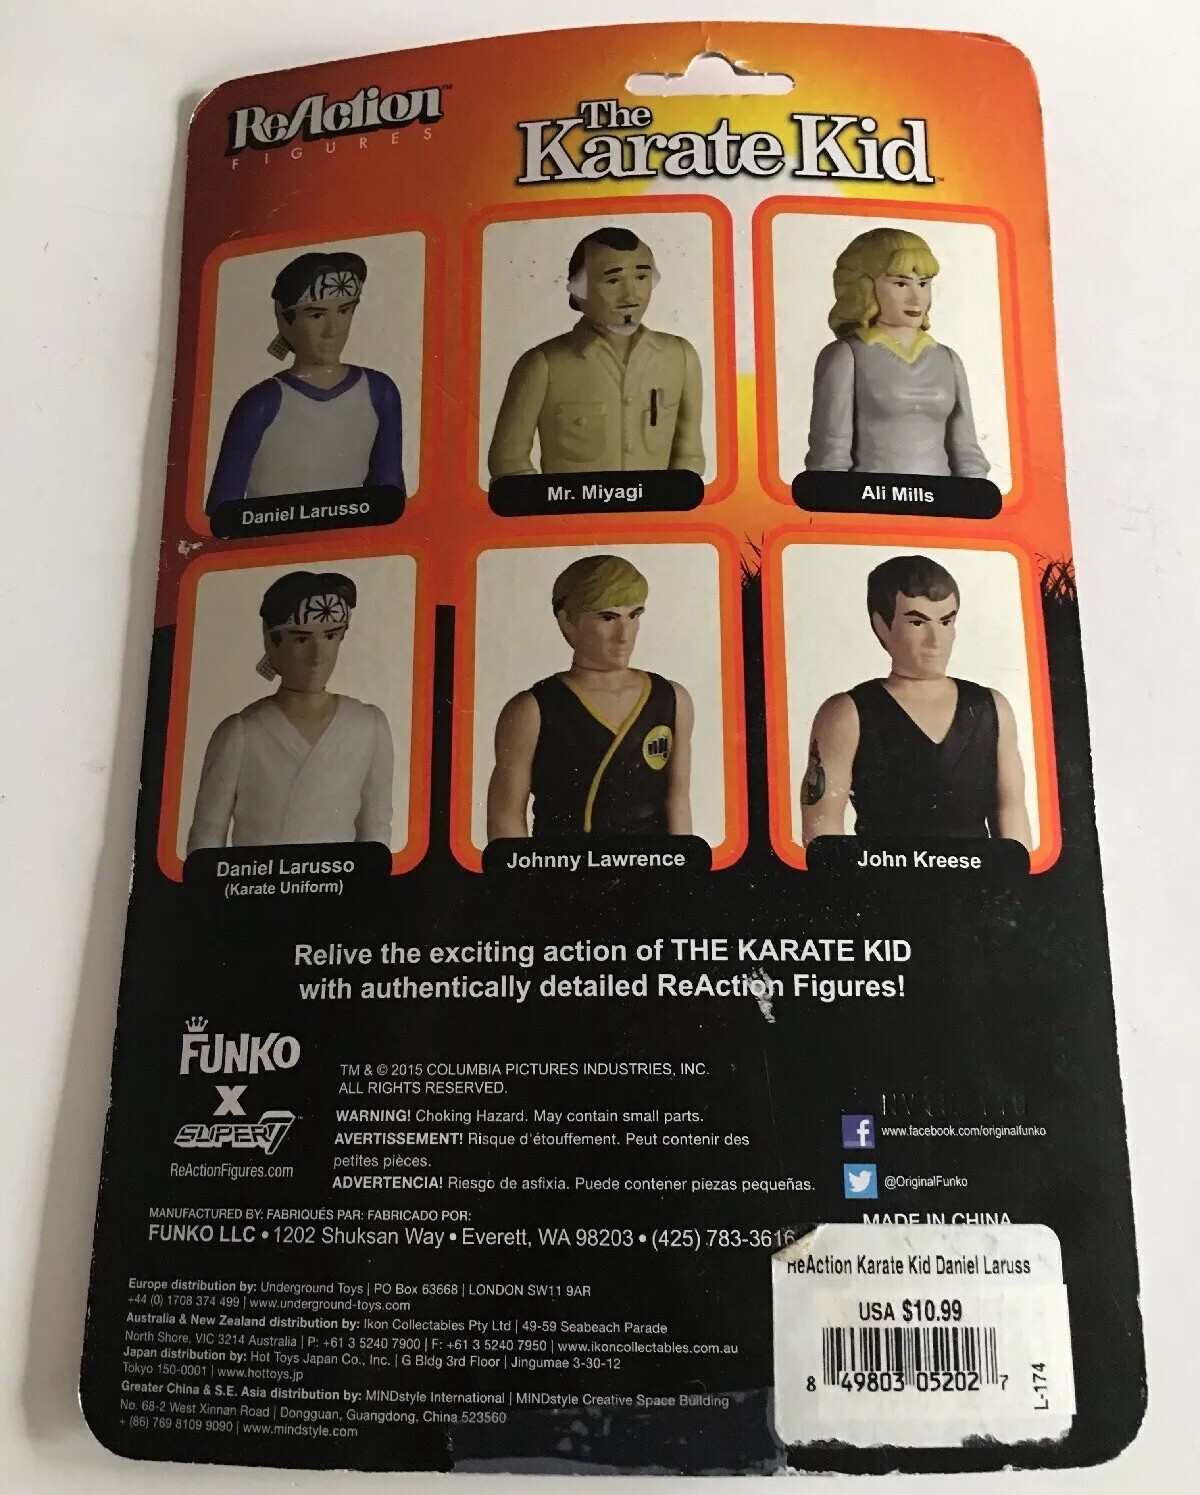 ReAction™
FIGURES
The
Karate Kid™
Daniel Larusso
Mr. Miyagi
Ali Mills
Daniel Larusso
(Karate Uniform)
Johnny Lawrence
John Kreese
Relive the exciting action of THE KARATE KID
with authentically detailed ReAction Figures!
FUNKO
X
SUPER7™
ReActionFigures.com
TM & © 2015 COLUMBIA PICTURES INDUSTRIES, INC.
ALL RIGHTS RESERVED.
WARNING! Choking Hazard. May contain small parts.
AVERTISSEMENT! Risque d'étouffement. Peut contenir des
petites pièces.
ADVERTENCIA! Riesgo de asfixia. Puede contener piezas pequeñas.
f www.facebook.com/originalfunko
@OriginalFunko
MADE IN CHINA
MANUFACTURED BY: FABRIQUÉS PAR: FABRICADO POR:
FUNKO LLC • 1202 Shuksan Way • Everett, WA 98203 • (425) 783-3616
Europe distribution by: Underground Toys | PO Box 63668 | LONDON SW11 9AR
+44 (0) 1708 374 499 | www.underground-toys.com
Australia & New Zealand distribution by: Ikon Collectables Pty Ltd | 49-59 Seabeach Parade
North Shore, VIC 3214 Australia | P: +61 3 5240 7900 | F: +61 3 5240 7950 | www.ikoncollectables.com.au
Japan distribution by: Hot Toys Japan Co., Inc. | G Bldg 3rd Floor | Jingumae 3-30-12
Tokyo 150-0001 | www.hottoys.jp
Greater China & S.E. Asia distribution by: MINDstyle International | MINDstyle Creative Space Building
No. 68-2 West Xinnan Road | Dongguan, Guangdong, China 523560
+ (86) 769 8109 9090 | www.mindstyle.com
ReAction Karate Kid Daniel Laruss
USA $10.99
8 49803 05202 7
L-174